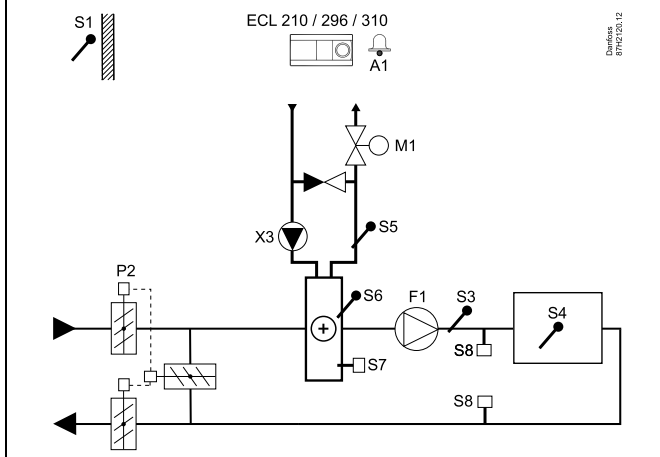 S1
ECL 210 / 296 / 310
A1
Danfoss
87H2120.12
M1
X3
S5
P2
S6
F1
S3
S4
S8
S7
S8